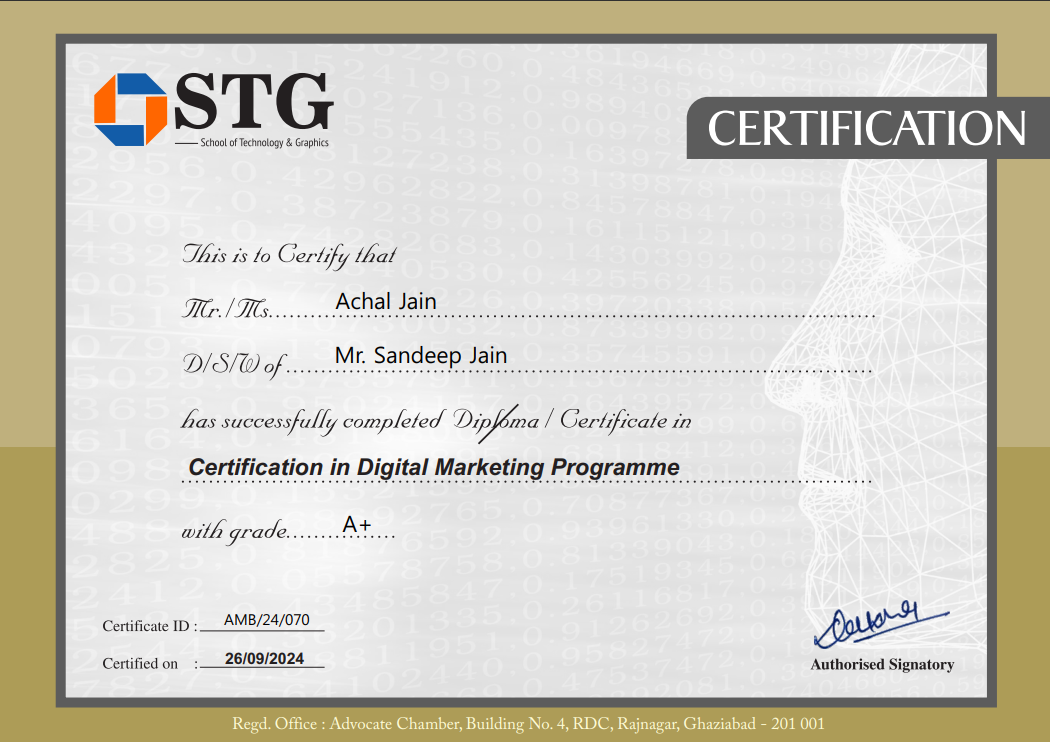 STG
School of Technology & Graphics
CERTIFICATION
This is to Certify that
Mr./Ms. Achal Jain
D/S/W of Mr. Sandeep Jain
has successfully completed Diploma / Certificate in
Certification in Digital Marketing Programme
with grade A+
Certificate ID : AMB/24/070
Certified on : 26/09/2024
Authorised Signatory
Regd. Office : Advocate Chamber, Building No. 4, RDC, Rajnagar, Ghaziabad - 201 001